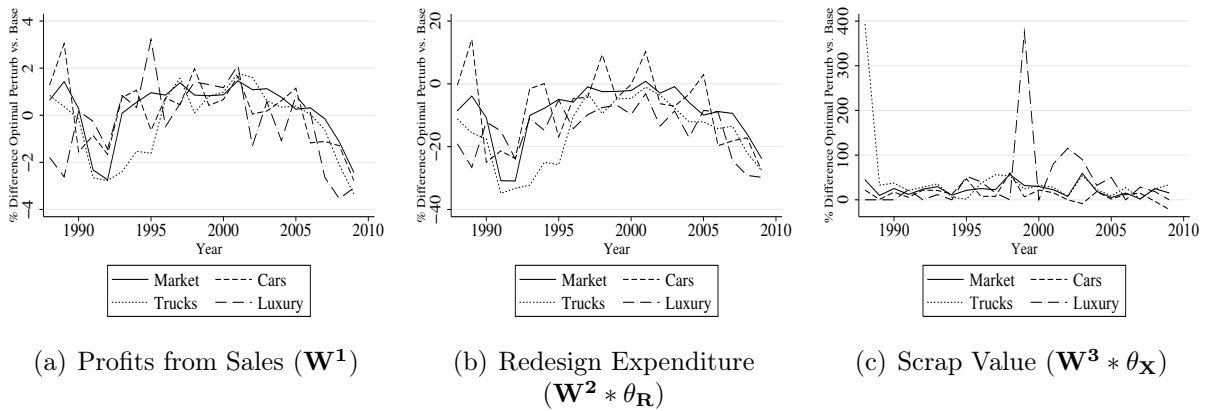 % Difference Optimal Perturb vs. Base
4
2
0
−2
−4
1990 1995 2000 2005 2010
Year
Market Cars
Trucks Luxury
(a) Profits from Sales (W¹)
% Difference Optimal Perturb vs. Base
20
0
−20
−40
1990 1995 2000 2005 2010
Year
Market Cars
Trucks Luxury
(b) Redesign Expenditure
(W² ∗ θ_R)
% Difference Optimal Perturb vs. Base
400
300
200
100
0
1990 1995 2000 2005 2010
Year
Market Cars
Trucks Luxury
(c) Scrap Value (W³ ∗ θ_X)